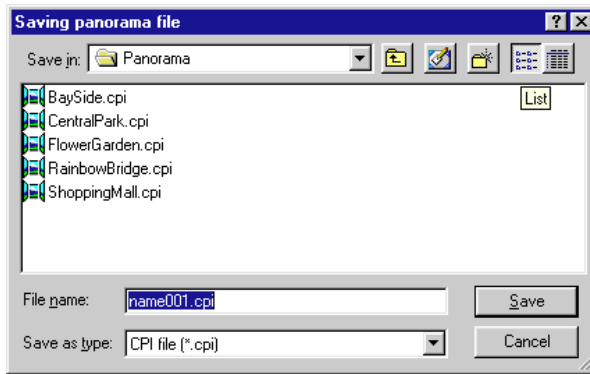 Saving panorama file
Save in: Panorama
BaySide.cpi
List
CentralPark.cpi
FlowerGarden.cpi
RainbowBridge.cpi
ShoppingMall.cpi
File name: name001.cpi Save
Save as type: CPI file (*.cpi) Cancel